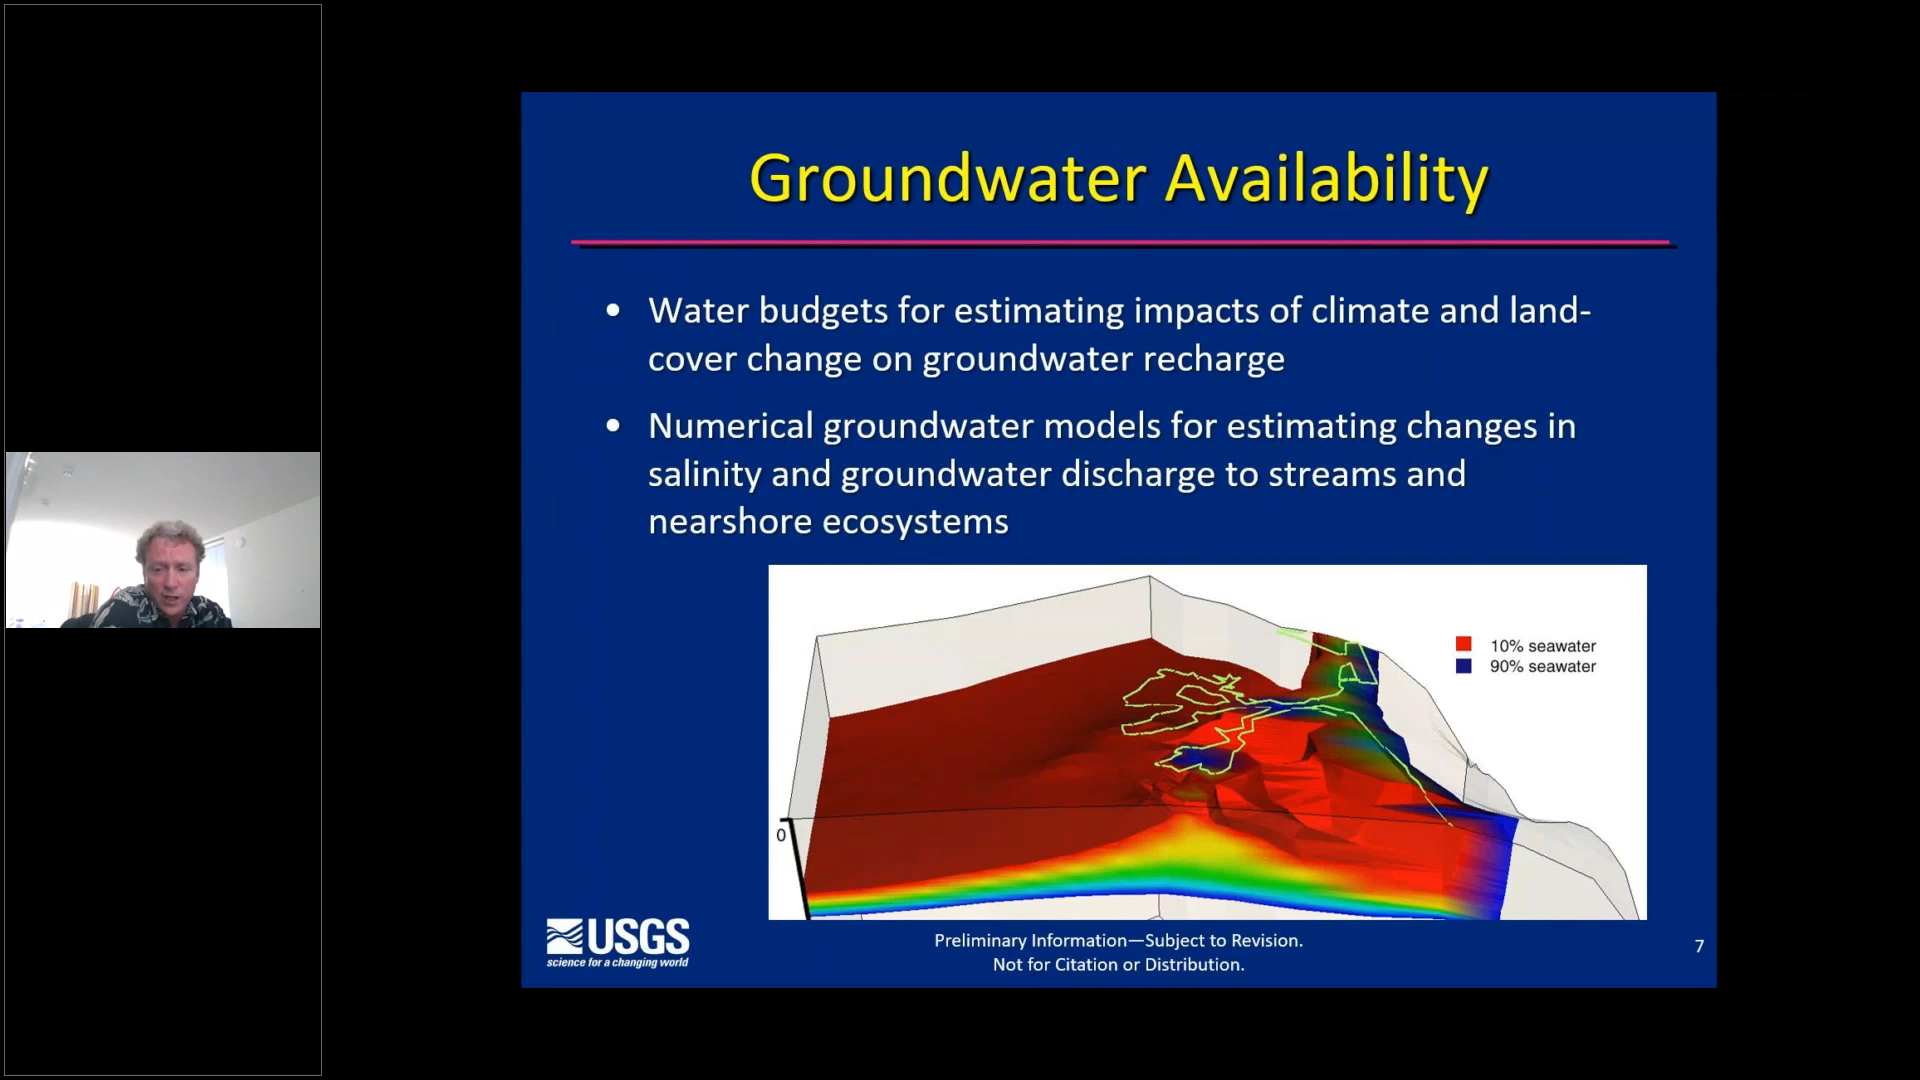 Groundwater Availability
• Water budgets for estimating impacts of climate and land-
cover change on groundwater recharge
• Numerical groundwater models for estimating changes in
salinity and groundwater discharge to streams and
nearshore ecosystems
10% seawater
90% seawater
0
USGS
science for a changing world
Preliminary Information—Subject to Revision.
Not for Citation or Distribution.
7